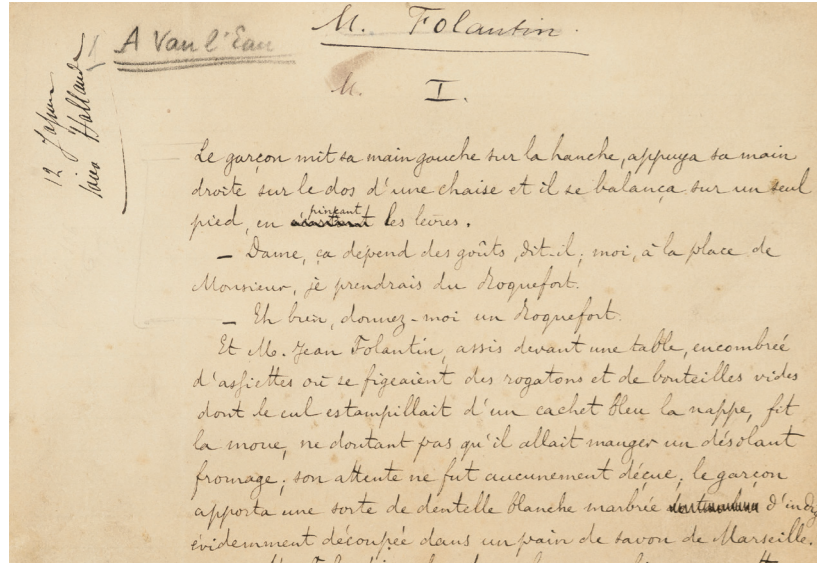 M. Folantin.
A Vau l'Eau
12 Japon
M. I.
Le garçon mit sa main gauche sur la hanche, appuya sa main
droite sur le dos d'une chaise et il se balança sur un seul
pied, en pinçant les levres.
— Dame, ça dépend des goûts, dit-il; moi, à la place de
Monsieur, je prendrais du Roquefort.
— Eh bien, donnez-moi un Roquefort.
Et M. Jean Folantin, assis devant une table, encombrée
d'assiettes où se figeaient des rogatons et de bouteilles vides
dont le cul estampillait d'un cachet bleu la nappe, fit
la moue, ne doutant pas qu'il allait manger un désolant
fromage; son attente ne fut aucunement déçue; le garçon
apporta une sorte de dentelle blanche marbrée d'indigo
évidemment découpée dans un pain de savon de Marseille.